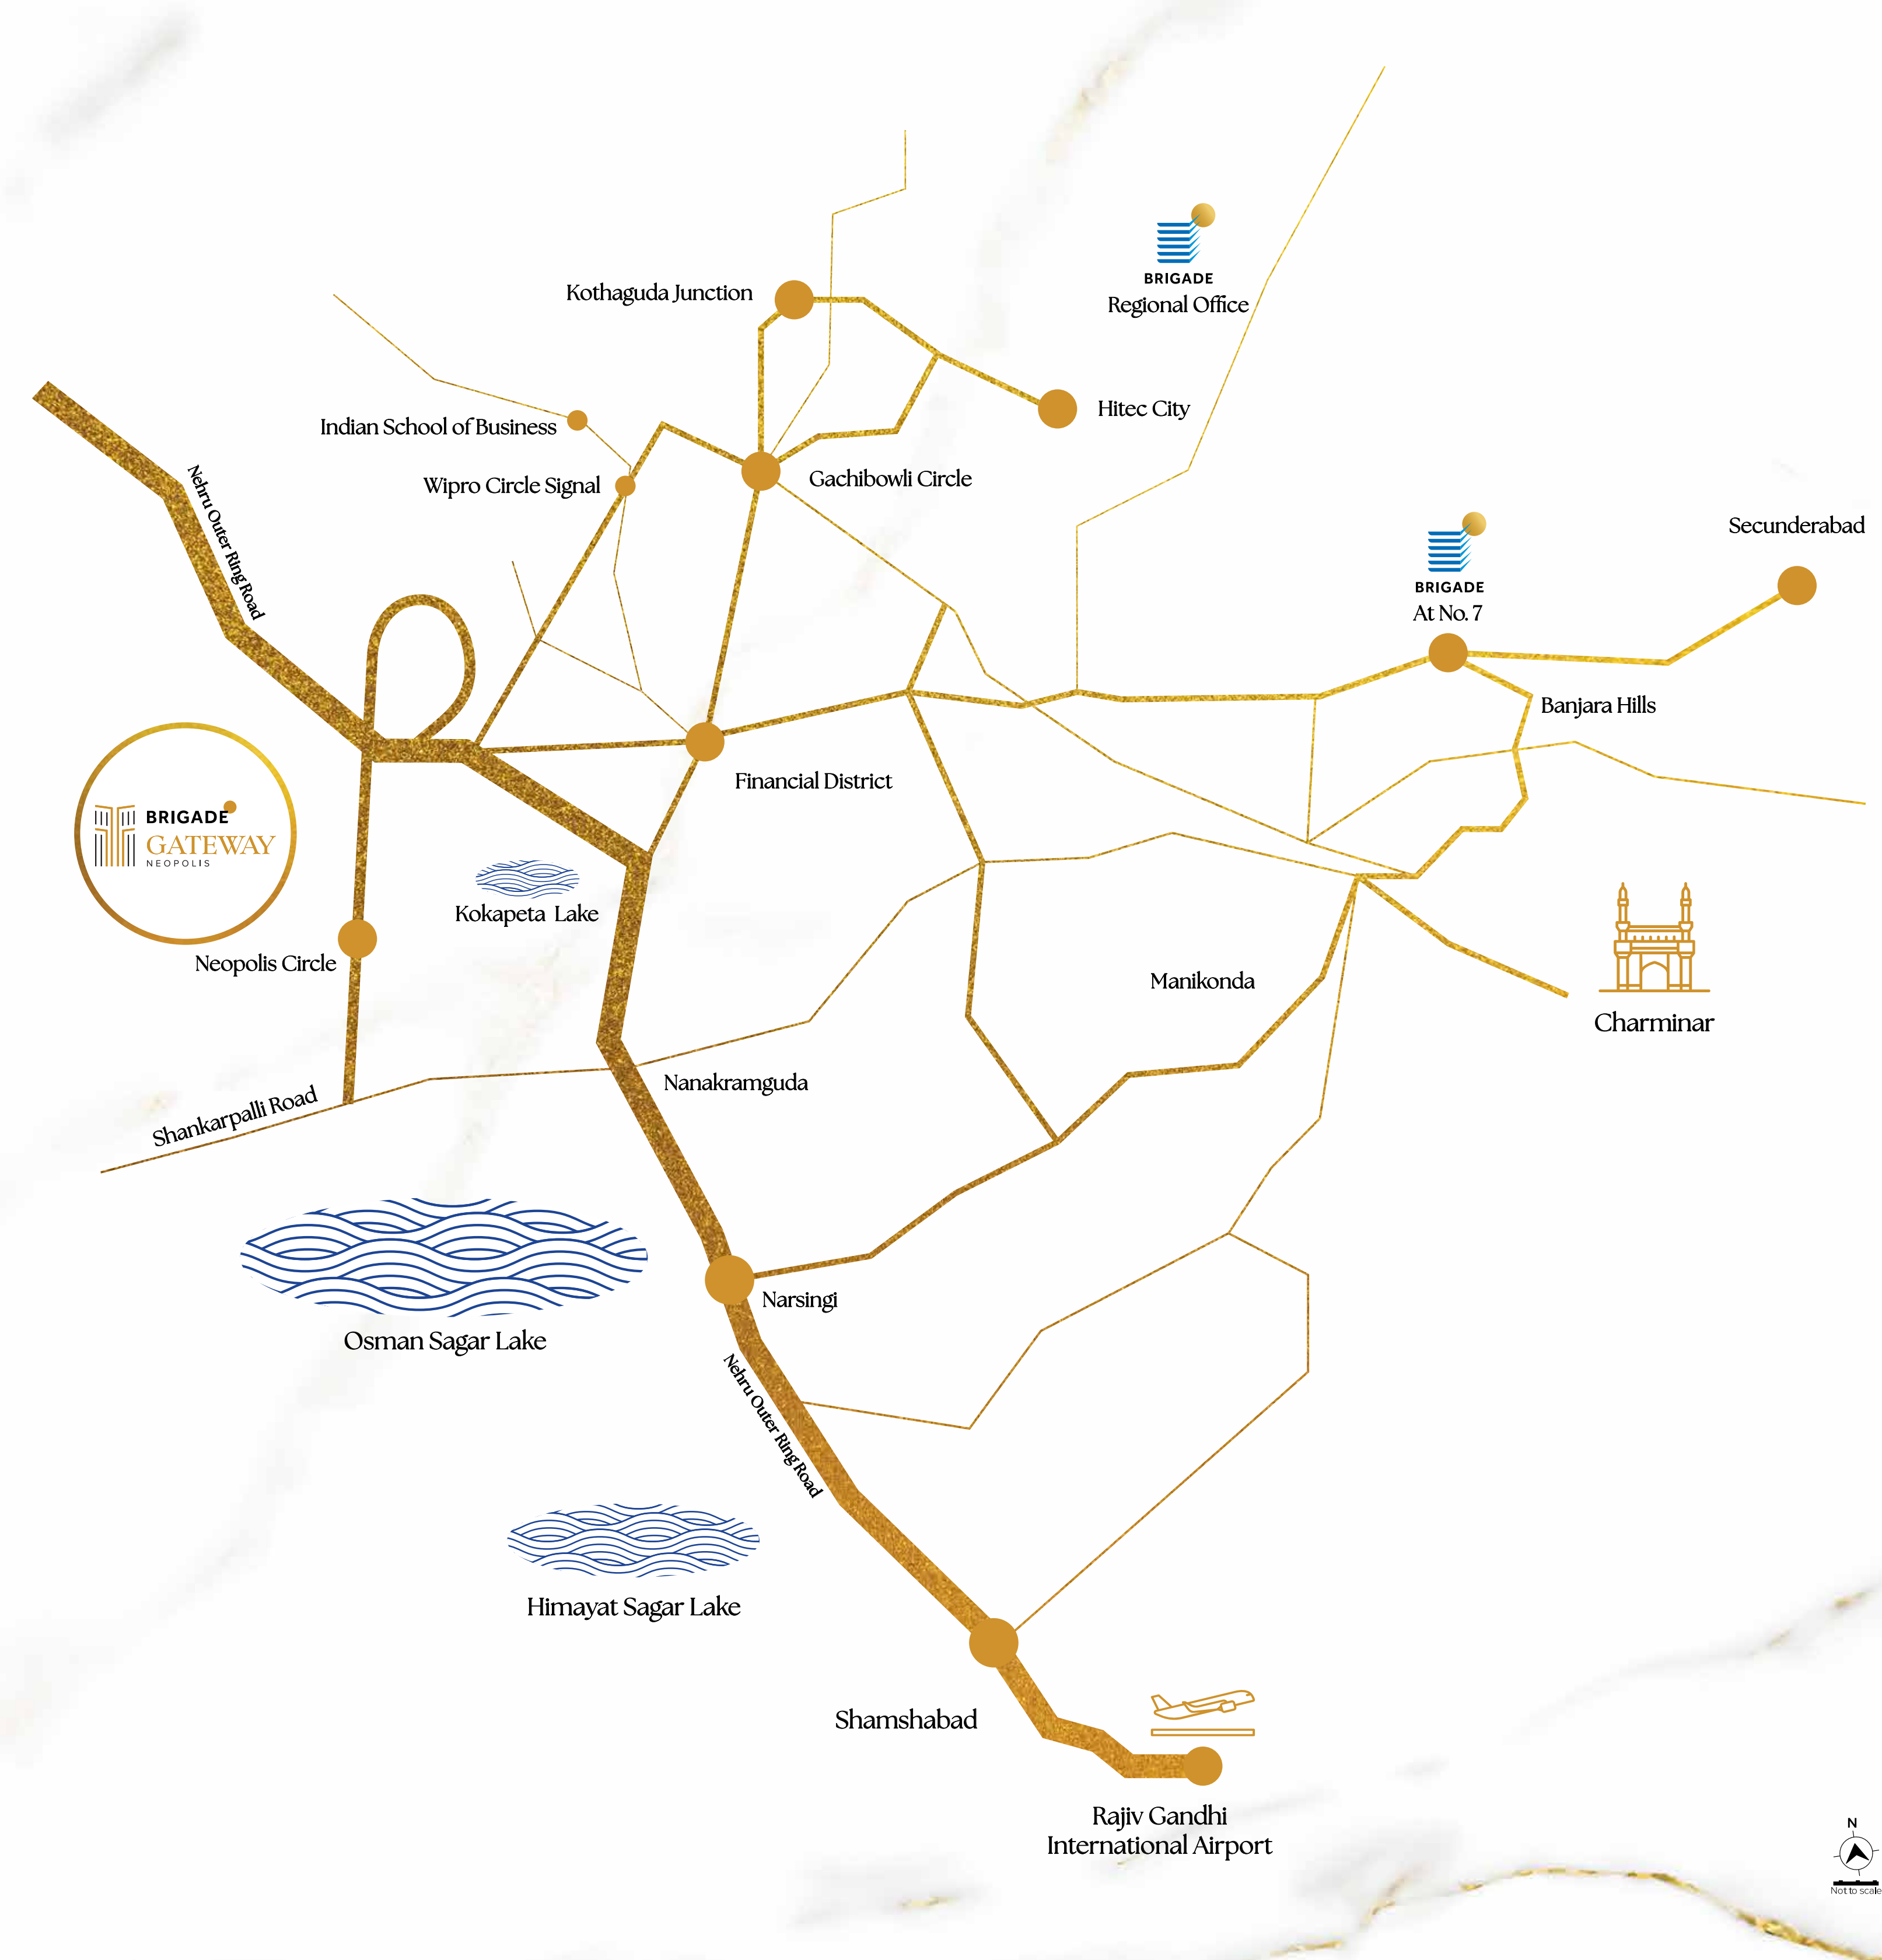 BRIGADE
Regional Office
Kothaguda Junction
Hitec City
Indian School of Business
Wipro Circle Signal
Gachibowli Circle
Nehru Outer Ring Road
Secunderabad
BRIGADE
At No. 7
Banjara Hills
Financial District
BRIGADE
GATEWAY
NEOPOLIS
Kokapeta Lake
Neopolis Circle
Manikonda
Charminar
Nanakramguda
Shankarpalli Road
Narsingi
Osman Sagar Lake
Nehru Outer Ring Road
Himayat Sagar Lake
Shamshabad
Rajiv Gandhi
International Airport
N
Not to scale